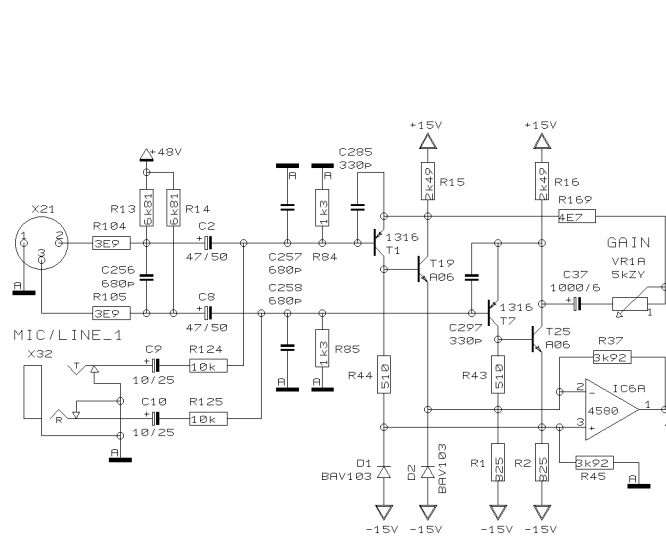 +15V
+15V
+48V
C285
330p
A
A
2k49
R15
2k49
R16
R13
6k81
6k81
R14
1k3
R169
4E7
X21
1
2
3
R104
3E9
C2
47/50
C257
680p
R84
1316
T1
GAIN
VR1A
5kZY
C256
680p
C258
680p
T19
A06
C37
1000/6
A
R105
3E9
C8
47/50
C297
330p
1316
T7
1
MIC/LINE_1
T25
A06
R37
3k92
X32
T
C9
10/25
R124
10k
1k3
R85
R44
510
R43
510
IC6A
A
A
2
-
4580
1
R
C10
10/25
R125
10k
3
+
A
D1
BAV103
D2
BAV103
R1
825
R2
825
3k92
R45
A
-15V
-15V
-15V
-15V